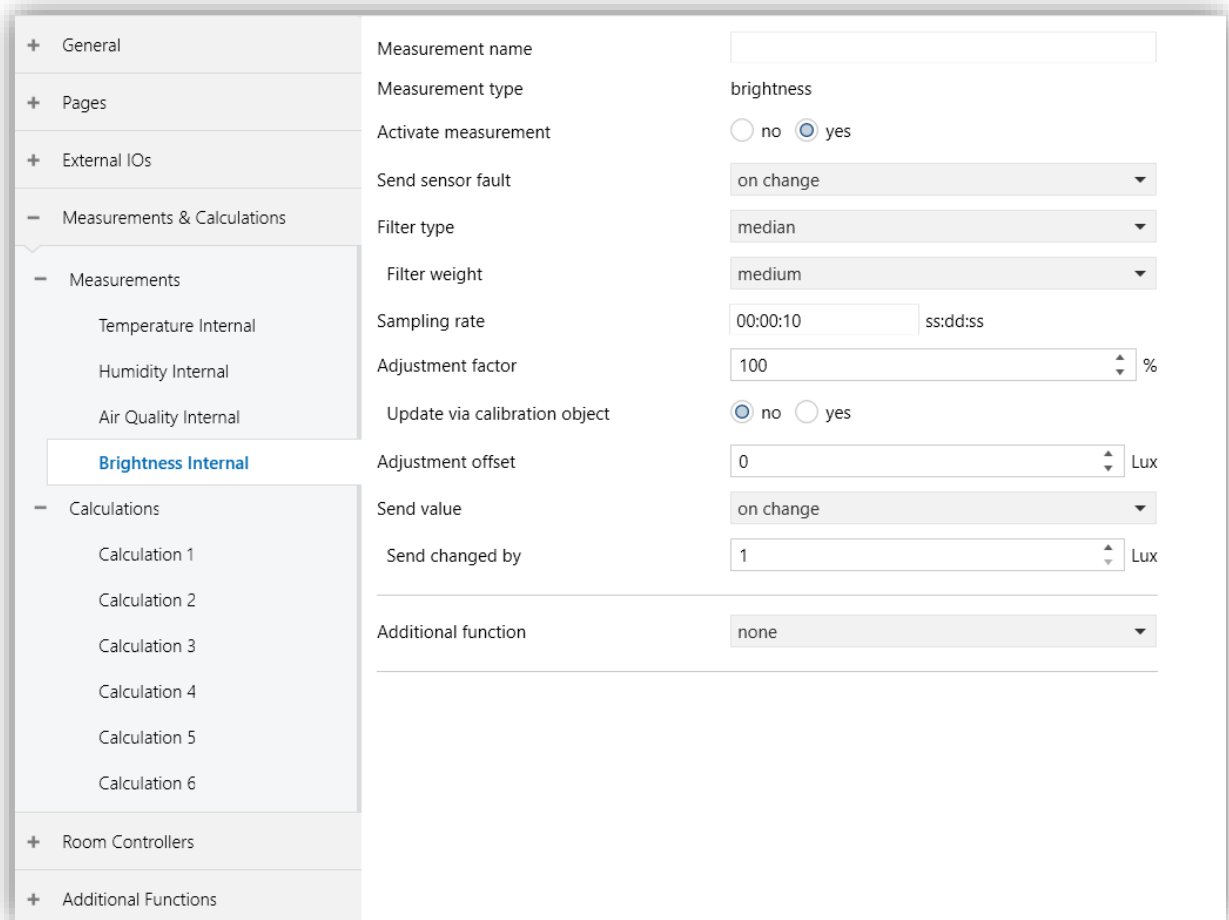 General
Pages
External IOs
Measurements & Calculations
Measurements
Temperature Internal
Humidity Internal
Air Quality Internal
Brightness Internal
Calculations
Calculation 1
Calculation 2
Calculation 3
Calculation 4
Calculation 5
Calculation 6
Room Controllers
Additional Functions
Measurement name
Measurement type brightness
Activate measurement no yes
Send sensor fault on change
Filter type median
Filter weight medium
Sampling rate 00:00:10 ss:dd:ss
Adjustment factor 100 %
Update via calibration object no yes
Adjustment offset 0 Lux
Send value on change
Send changed by 1 Lux
Additional function none